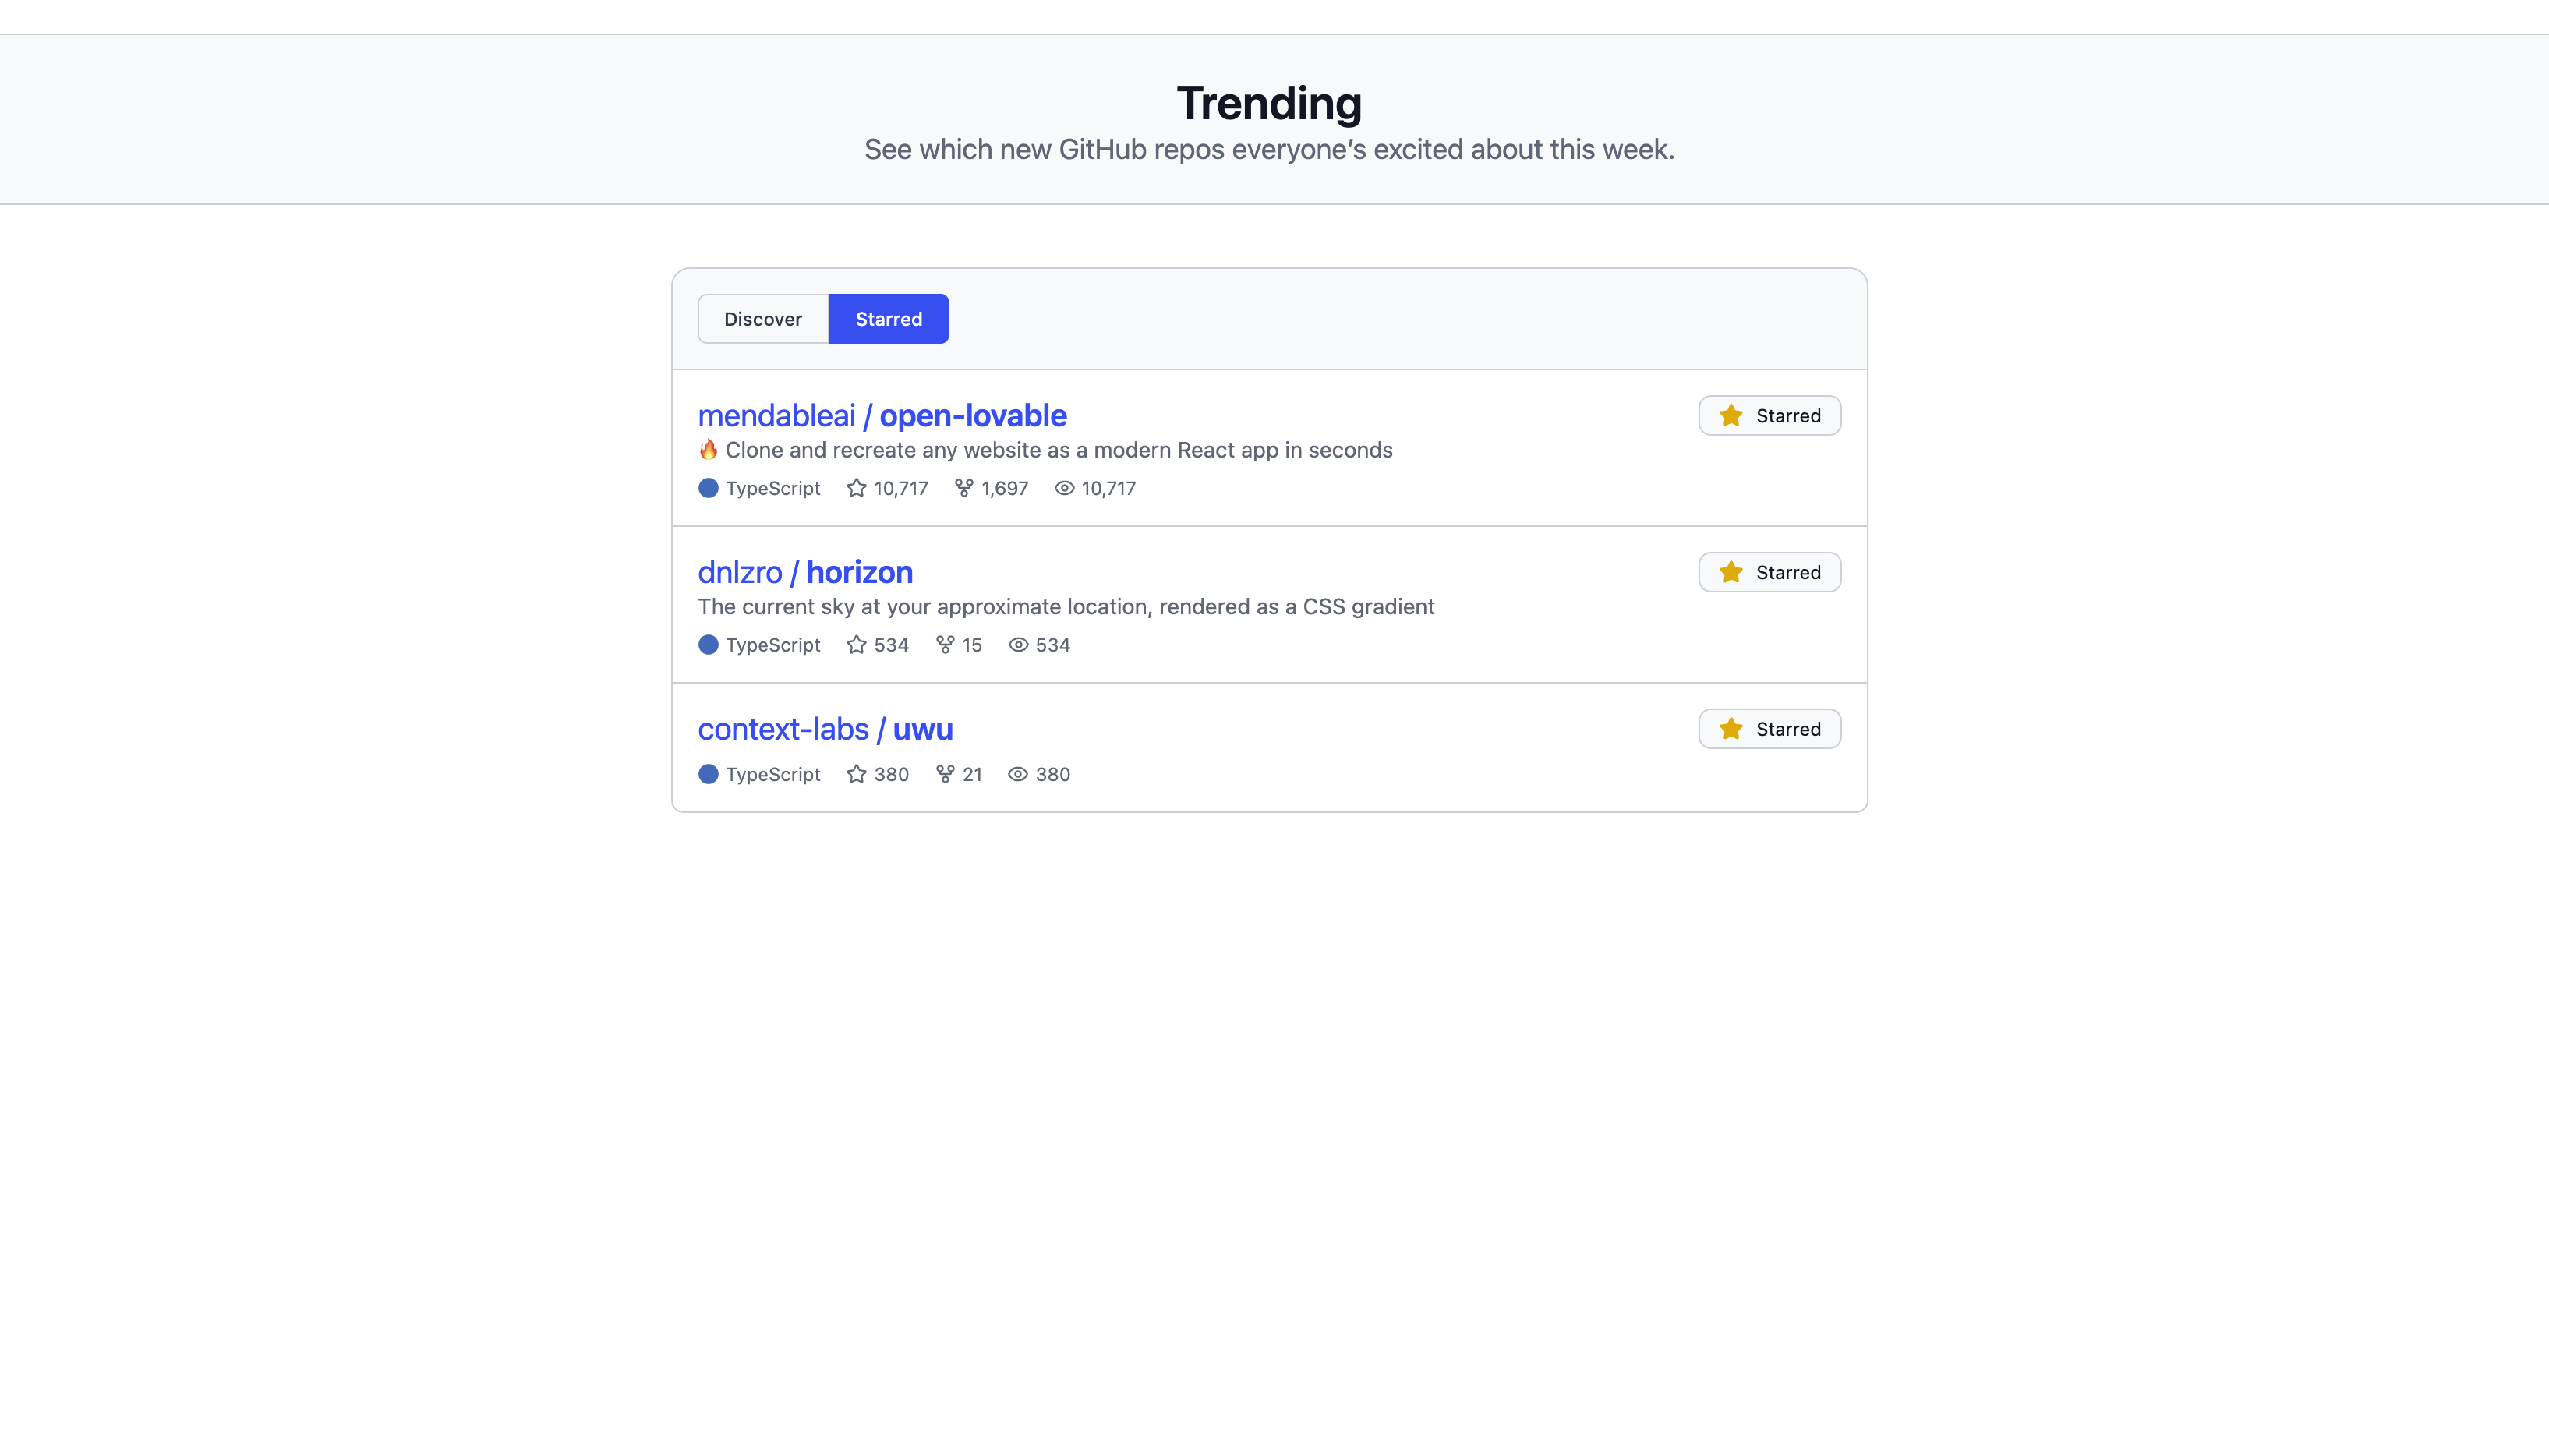 Trending
See which new GitHub repos everyone’s excited about this week.
Discover Starred
mendableai / open-lovable Starred
🔥 Clone and recreate any website as a modern React app in seconds
TypeScript 10,717 1,697 10,717
dnlzro / horizon Starred
The current sky at your approximate location, rendered as a CSS gradient
TypeScript 534 15 534
context-labs / uwu Starred
TypeScript 380 21 380